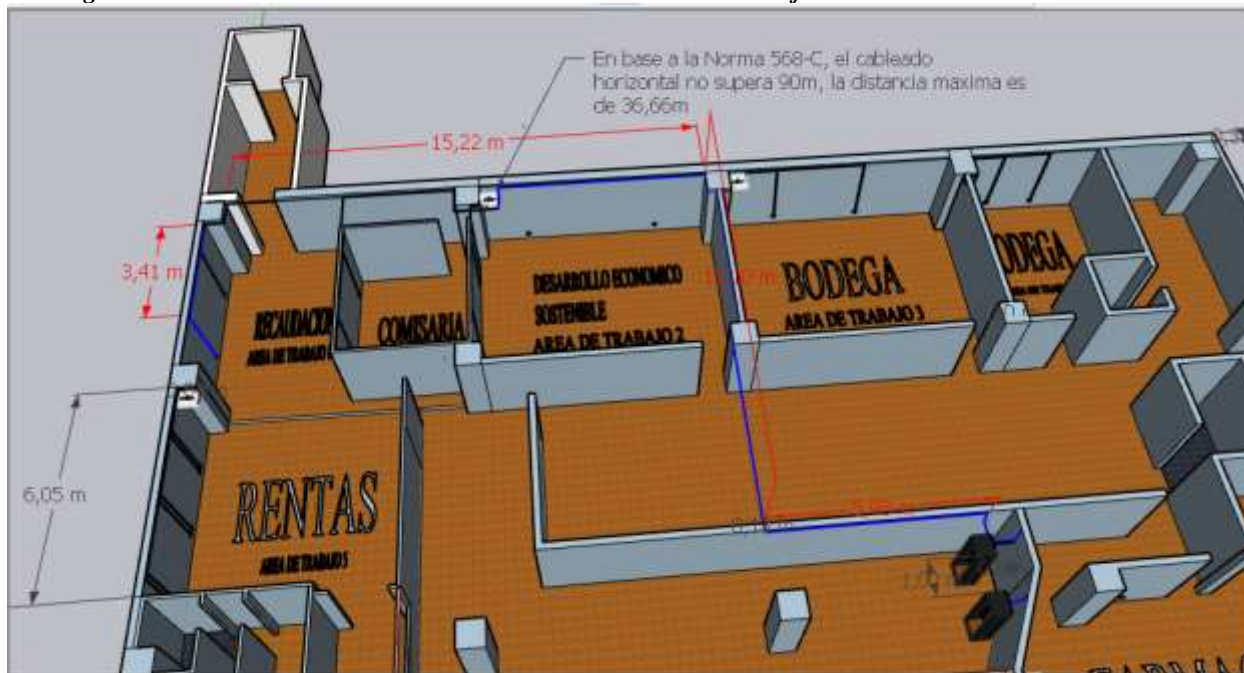 En base a la Norma 568-C, el cableado
horizontal no supera 90m, la distancia maxima es
de 36,66m
15,22 m
3,41 m
RECAUDACION
AREA DE TRABAJO
COMISARIA
DESARROLLO ECONOMICO
SOSTENIBLE
AREA DE TRABAJO 2
BODEGA
AREA DE TRABAJO 3
BODEGA
6,05 m
RENTAS
AREA DE TRABAJO 5